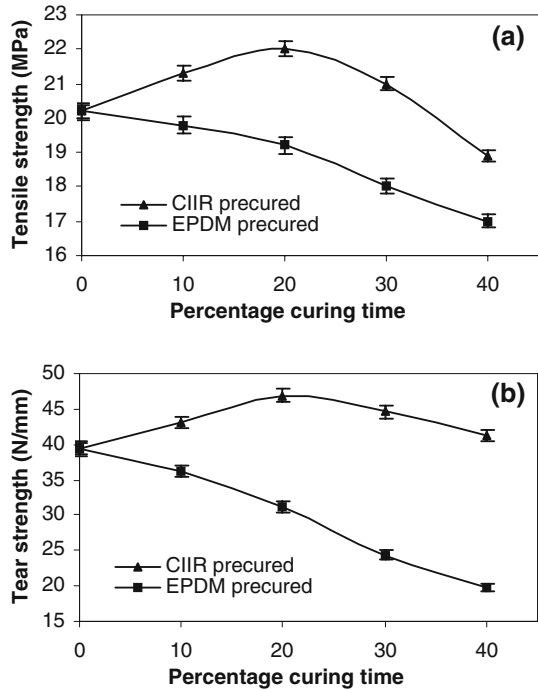 (a)
Tensile strength (MPa)
23
22
21
20
19
18
17
16
CIIR precured
EPDM precured
0 10 20 30 40
Percentage curing time
(b)
Tear strength (N/mm)
50
45
40
35
30
25
20
15
CIIR precured
EPDM precured
0 10 20 30 40
Percentage curing time